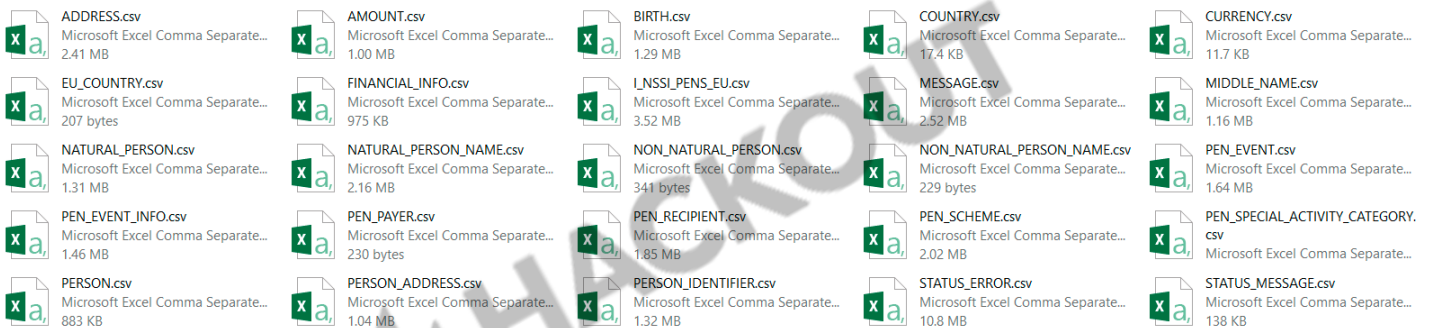 ADDRESS.csv
Microsoft Excel Comma Separate...
2.41 MB
AMOUNT.csv
Microsoft Excel Comma Separate...
1.00 MB
BIRTH.csv
Microsoft Excel Comma Separate...
1.29 MB
COUNTRY.csv
Microsoft Excel Comma Separate...
17.4 KB
CURRENCY.csv
Microsoft Excel Comma Separate...
11.7 KB
EU_COUNTRY.csv
Microsoft Excel Comma Separate...
207 bytes
FINANCIAL_INFO.csv
Microsoft Excel Comma Separate...
975 KB
I_NSSI_PENS_EU.csv
Microsoft Excel Comma Separate...
3.52 MB
MESSAGE.csv
Microsoft Excel Comma Separate...
2.52 MB
MIDDLE_NAME.csv
Microsoft Excel Comma Separate...
1.16 MB
NATURAL_PERSON.csv
Microsoft Excel Comma Separate...
1.31 MB
NATURAL_PERSON_NAME.csv
Microsoft Excel Comma Separate...
2.16 MB
NON_NATURAL_PERSON.csv
Microsoft Excel Comma Separate...
341 bytes
NON_NATURAL_PERSON_NAME.csv
Microsoft Excel Comma Separate...
229 bytes
PEN_EVENT.csv
Microsoft Excel Comma Separate...
1.64 MB
PEN_EVENT_INFO.csv
Microsoft Excel Comma Separate...
1.46 MB
PEN_PAYER.csv
Microsoft Excel Comma Separate...
230 bytes
PEN_RECIPIENT.csv
Microsoft Excel Comma Separate...
1.85 MB
PEN_SCHEME.csv
Microsoft Excel Comma Separate...
2.02 MB
PEN_SPECIAL_ACTIVITY_CATEGORY.
csv
Microsoft Excel Comma Separate...
PERSON.csv
Microsoft Excel Comma Separate...
883 KB
PERSON_ADDRESS.csv
Microsoft Excel Comma Separate...
1.04 MB
PERSON_IDENTIFIER.csv
Microsoft Excel Comma Separate...
1.32 MB
STATUS_ERROR.csv
Microsoft Excel Comma Separate...
10.8 MB
STATUS_MESSAGE.csv
Microsoft Excel Comma Separate...
138 KB
HACKOUT